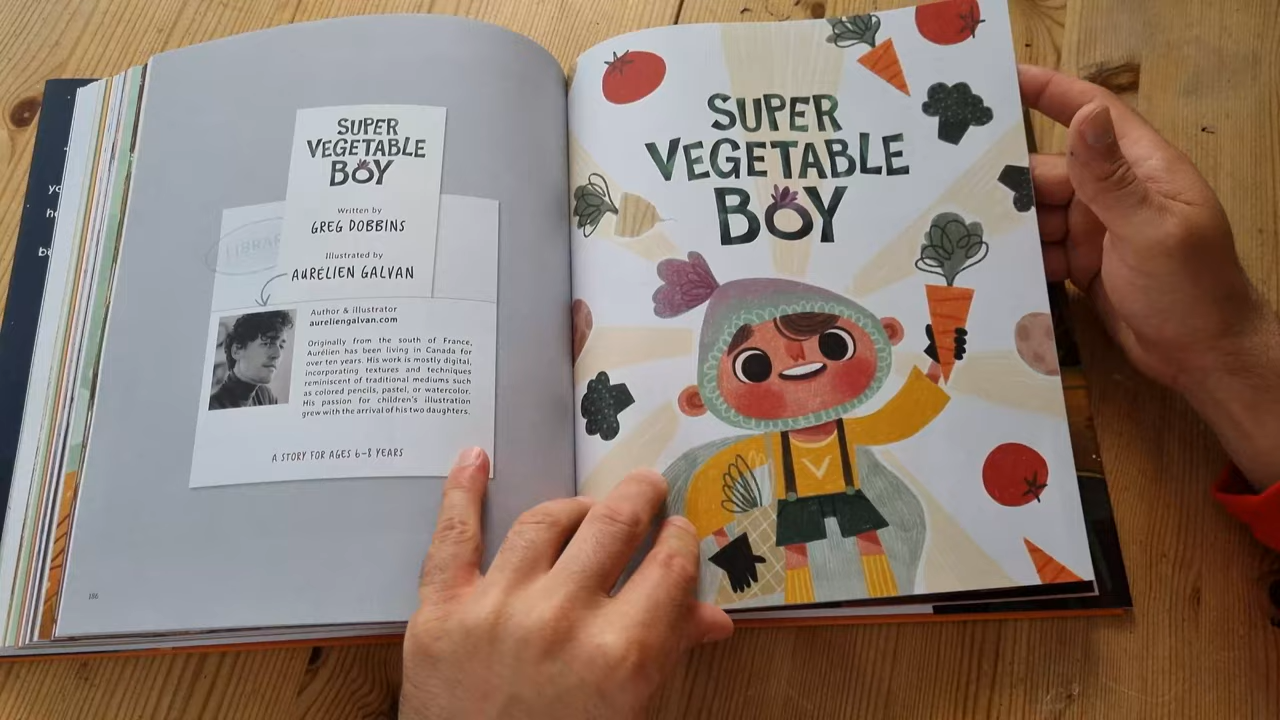 SUPER
VEGETABLE
BOY
Written by
GREG DOBBINS
Illustrated by
AURÉLIEN GALVAN
Author & illustrator
aureliengalvan.com
Originally from the south of France,
Aurélien has been living in Canada for
over ten years. His work is mostly digital,
incorporating textures and techniques
reminiscent of traditional mediums such
as colored pencils, pastel, or watercolor.
His passion for children's illustration
grew with the arrival of his two daughters.
A STORY FOR AGES 6–8 YEARS
SUPER
VEGETABLE
BOY